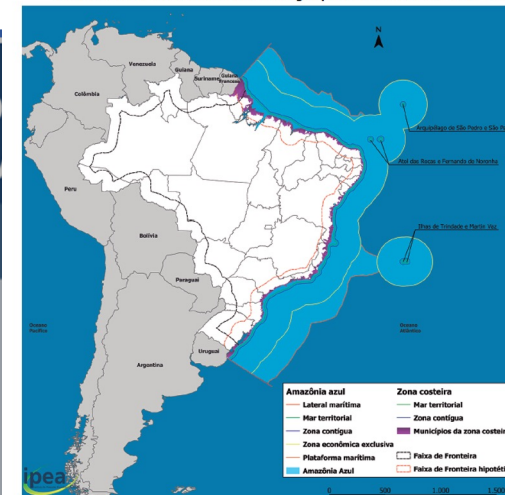 N
Venezuela
Guiana
Suriname
Guiana
Francesa
Colômbia
Arquipélago de São Pedro e São P
Atol das Rocas e Fernando de Noronha
Peru
Ilhas de Trindade e Martin Vaz
Bolívia
Paraguai
Oceano
Pacífico
Oceano
Atlântico
Uruguai
Argentina
Amazônia azul
Lateral marítima
Mar territorial
Zona contígua
Zona econômica exclusiva
Plataforma marítima
Amazônia Azul
Zona costeira
Mar territorial
Zona contígua
Municípios da zona costeir
Faixa de Fronteira
Faixa de Fronteira hipotéti
ipea
0 500 1.000 1.500